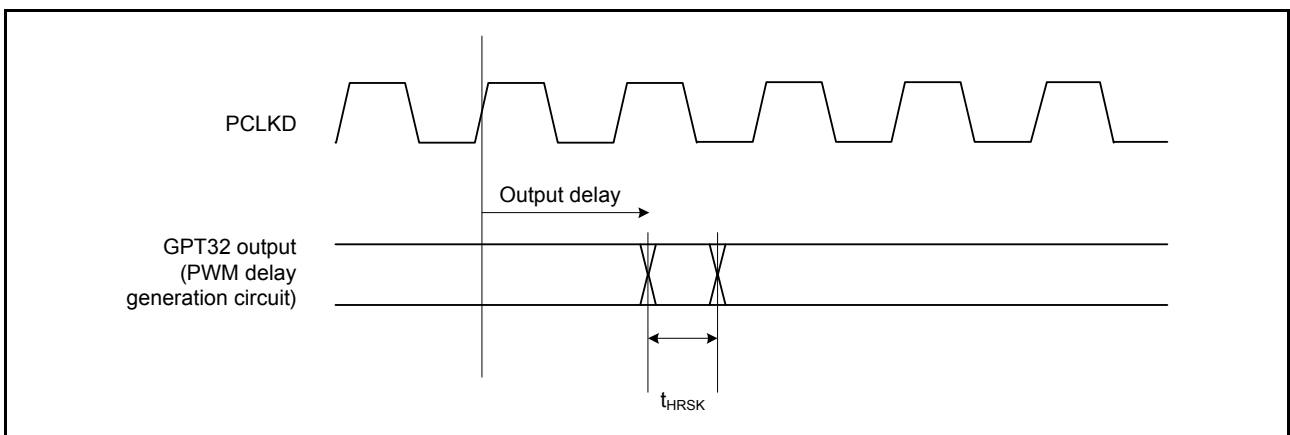 PCLKD
Output delay
GPT32 output
(PWM delay
generation circuit)
tHRSK